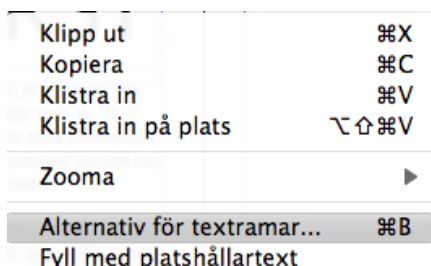 Klipp ut ⌘X
Kopiera ⌘C
Klistra in ⌘V
Klistra in på plats ⌥⇧⌘V
Zooma ▶
Alternativ för textramar... ⌘B
Fyll med platshållartext